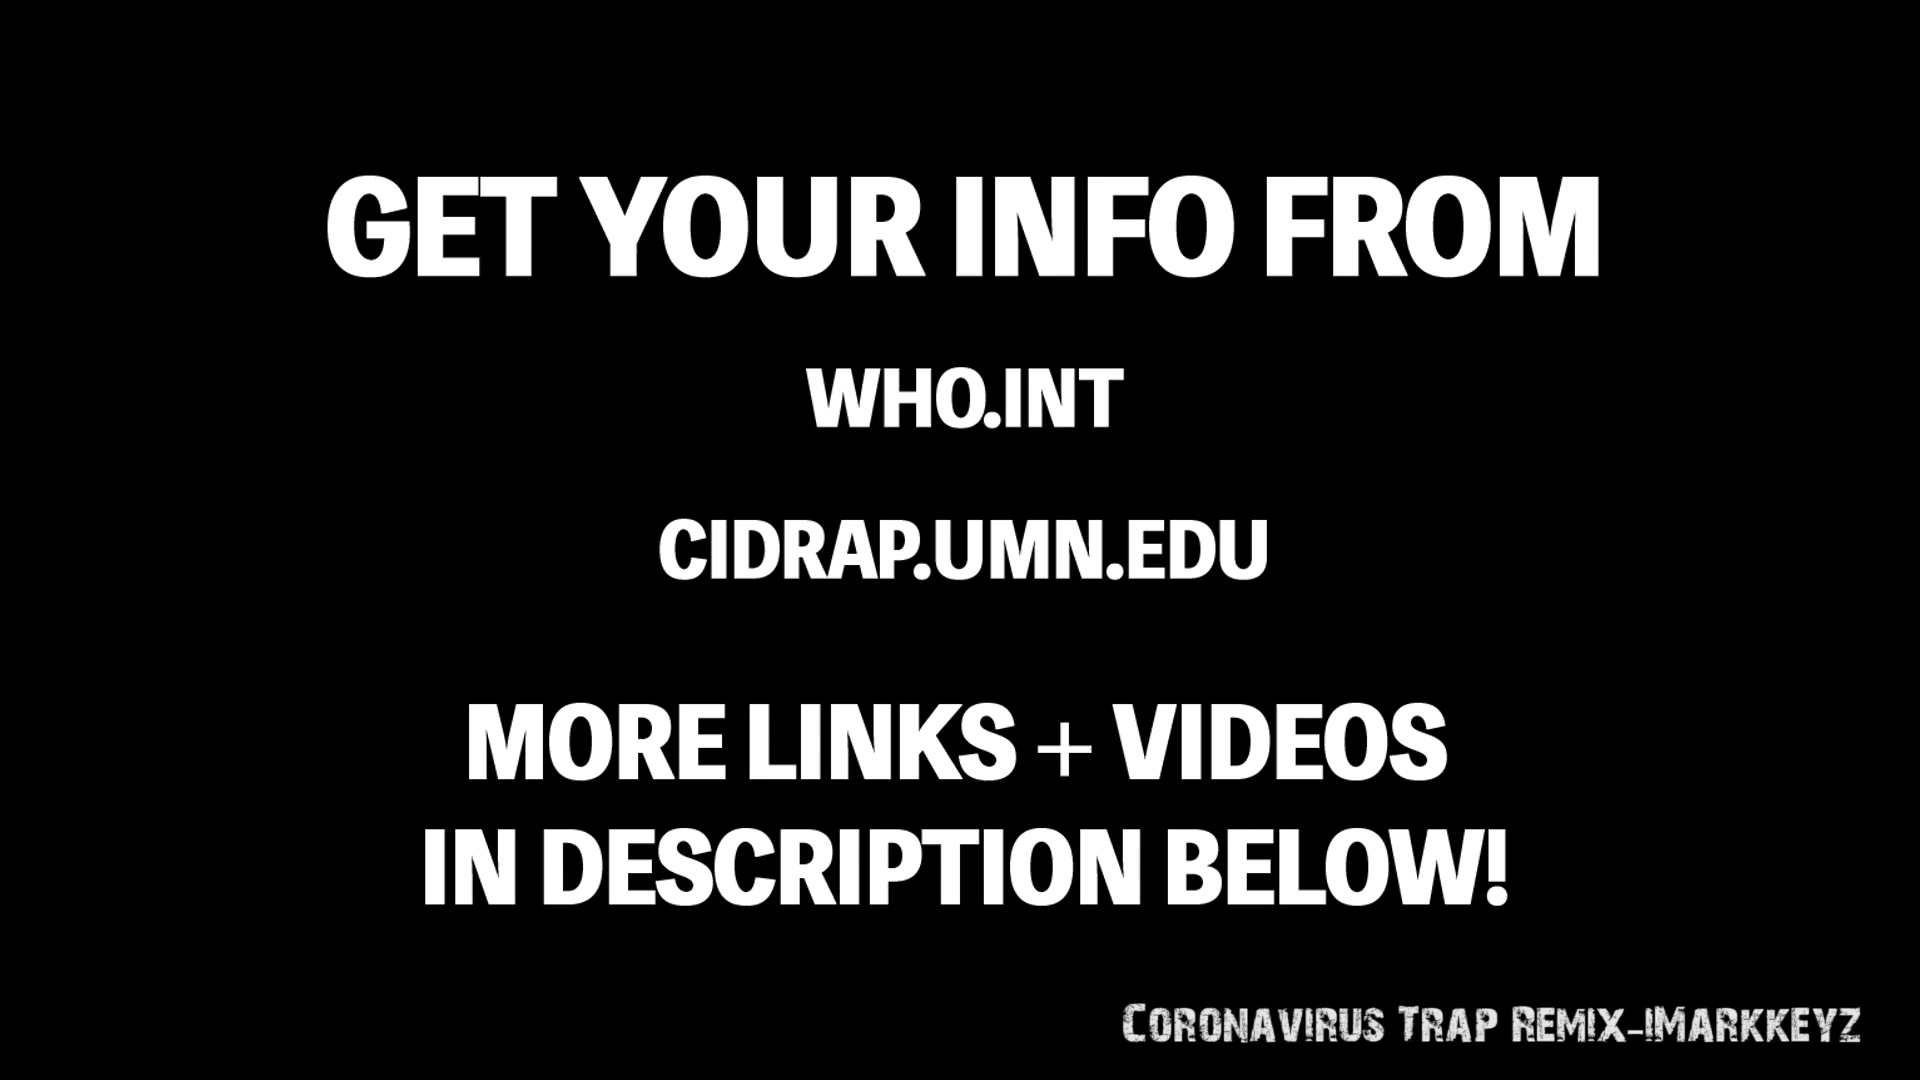 GET YOUR INFO FROM
WHO.INT
CIDRAP.UMN.EDU
MORE LINKS + VIDEOS
IN DESCRIPTION BELOW!
CORONAVIRUS TRAP REMIX-IMARKKEYZ